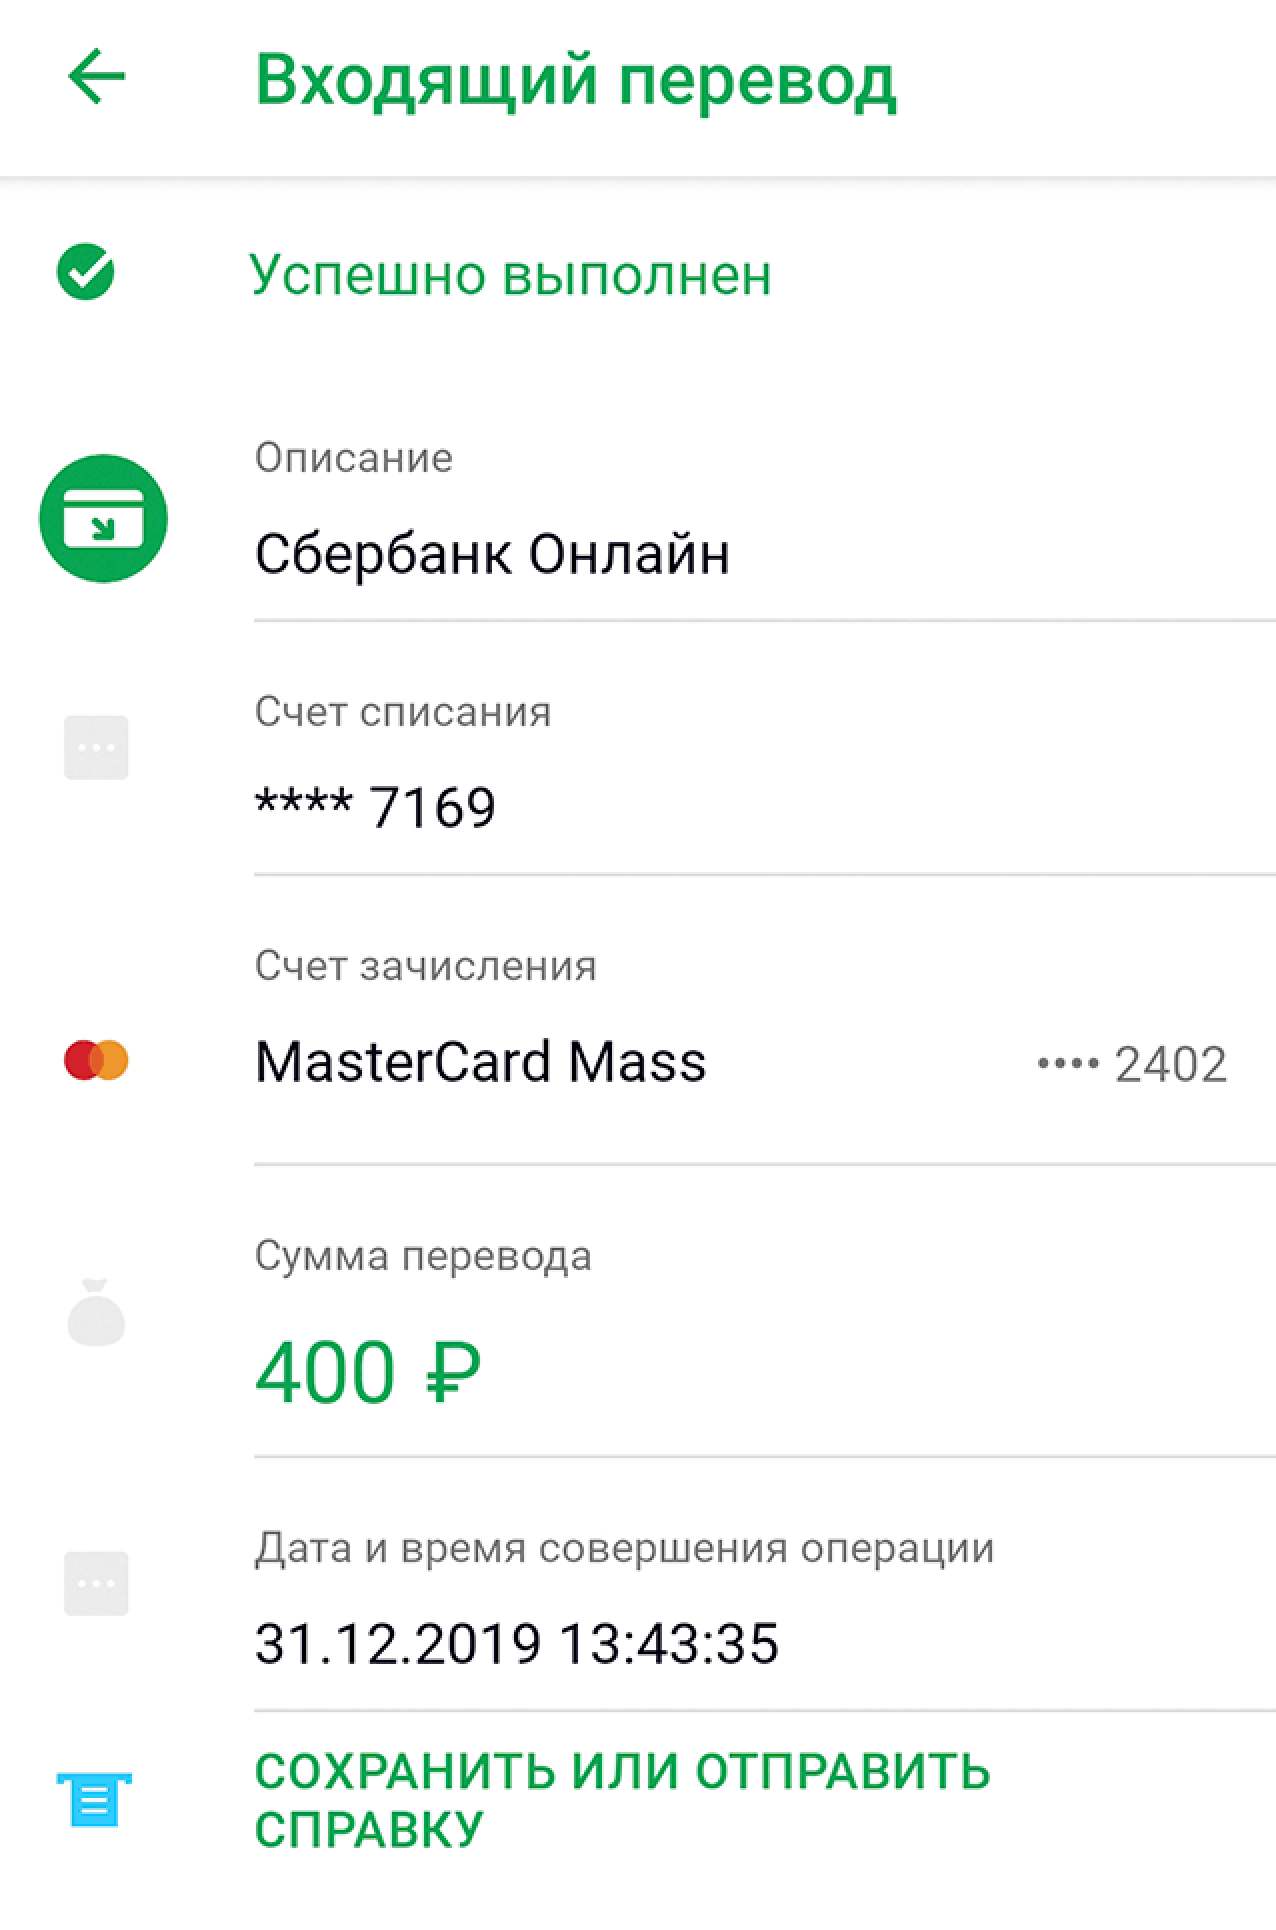 Входящий перевод
Успешно выполнен
Описание
Сбербанк Онлайн
Счет списания
**** 7169
Счет зачисления
MasterCard Mass •••• 2402
Сумма перевода
400 ₽
Дата и время совершения операции
31.12.2019 13:43:35
СОХРАНИТЬ ИЛИ ОТПРАВИТЬ
СПРАВКУ